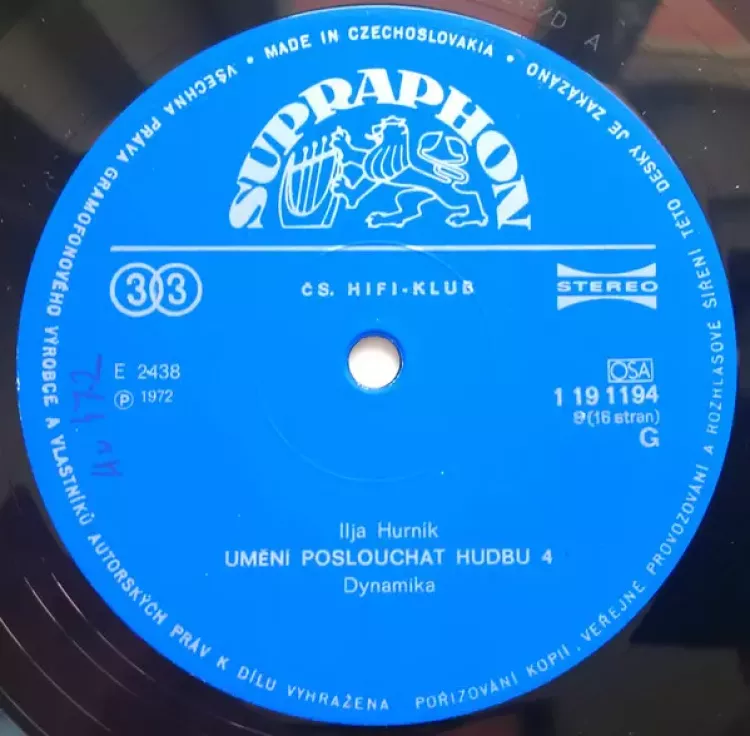 • MADE IN CZECHOSLOVAKIA •
VŠECHNA PRÁVA GRAMOFONOVÉHO VÝROBCE A VLASTNÍKŮ AUTORSKÝCH PRÁV K DÍLU VYHRAŽENA
POŘIZOVÁNÍ KOPIÍ, VEŘEJNÉ PROVOZOVÁNÍ A ROZHLASOVÉ ŠÍŘENÍ TÉTO DESKY JE ZAKÁZÁNO
SUPRAPHON
33
ČS. HIFI-KLUB
STEREO
E 2438
Ⓟ 1972
OSA
1 19 1194
(16 stran)
G
Ilja Hurník
UMĚNÍ POSLOUCHAT HUDBU 4
Dynamika